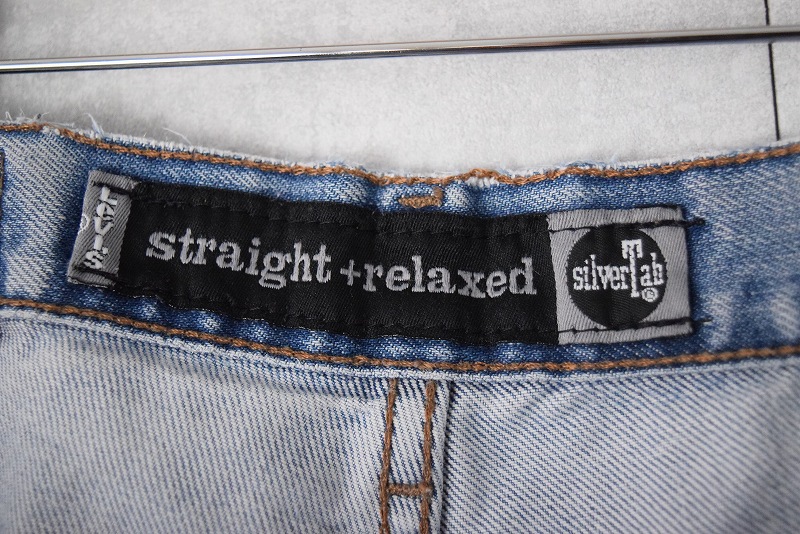 LEVI'S
straight +relaxed
silverTab®